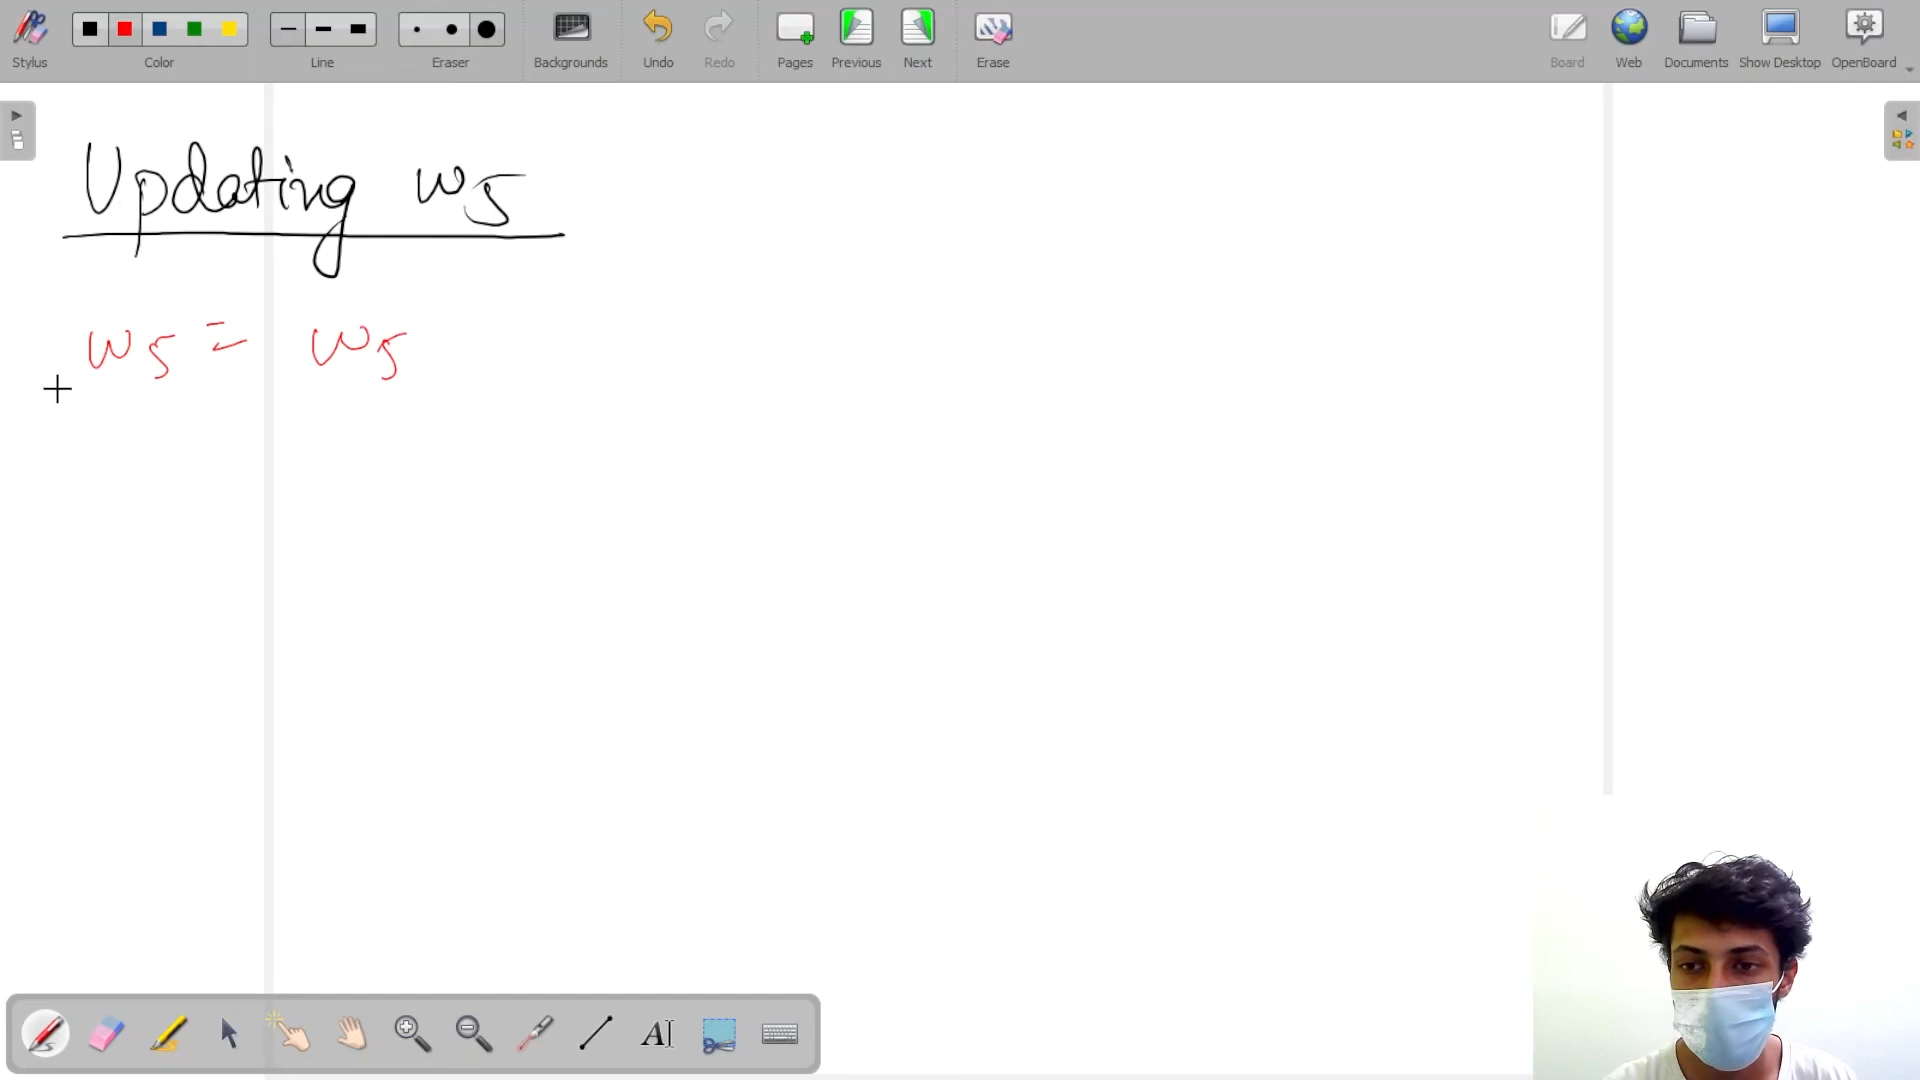 Stylus Color Line Eraser Backgrounds Undo Redo Pages Previous Next Erase Board Web Documents Show Desktop OpenBoard
Updating w5
w5 = w5
AI